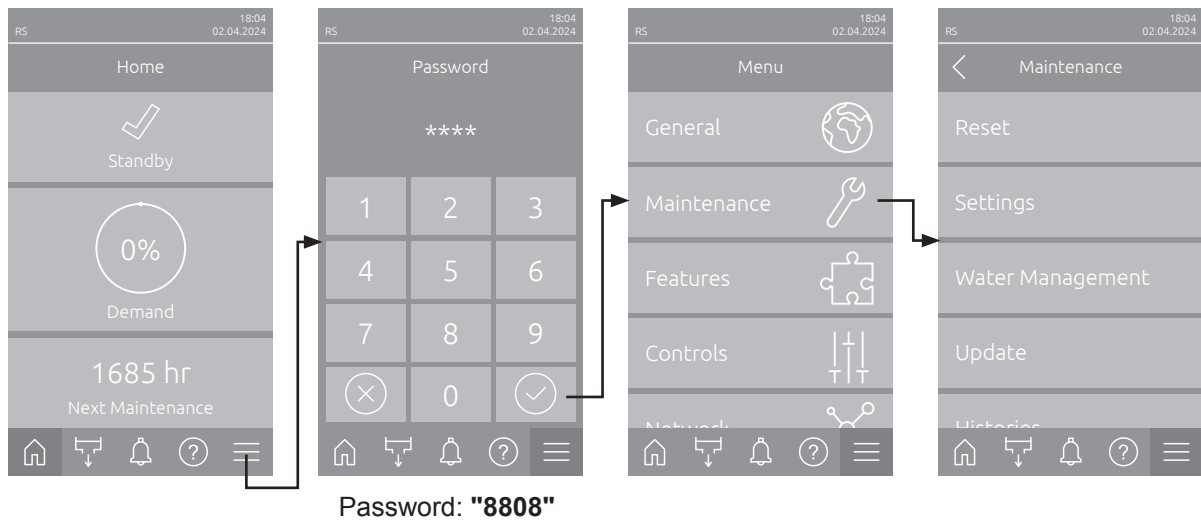 18:04
RS 02.04.2024
Home
Standby
0%
Demand
1685 hr
Next Maintenance
18:04
RS 02.04.2024
Password
****
1 2 3
4 5 6
7 8 9
0
18:04
RS 02.04.2024
Menu
General
Maintenance
Features
Controls
Network
18:04
RS 02.04.2024
Maintenance
Reset
Settings
Water Management
Update
Histories
Password: "8808"